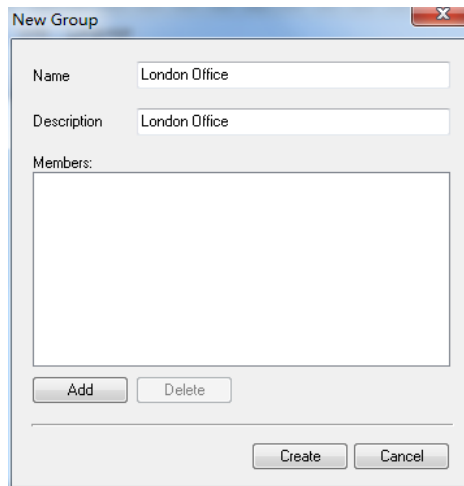 New Group
Name London Office
Description London Office
Members:
Add Delete
Create Cancel